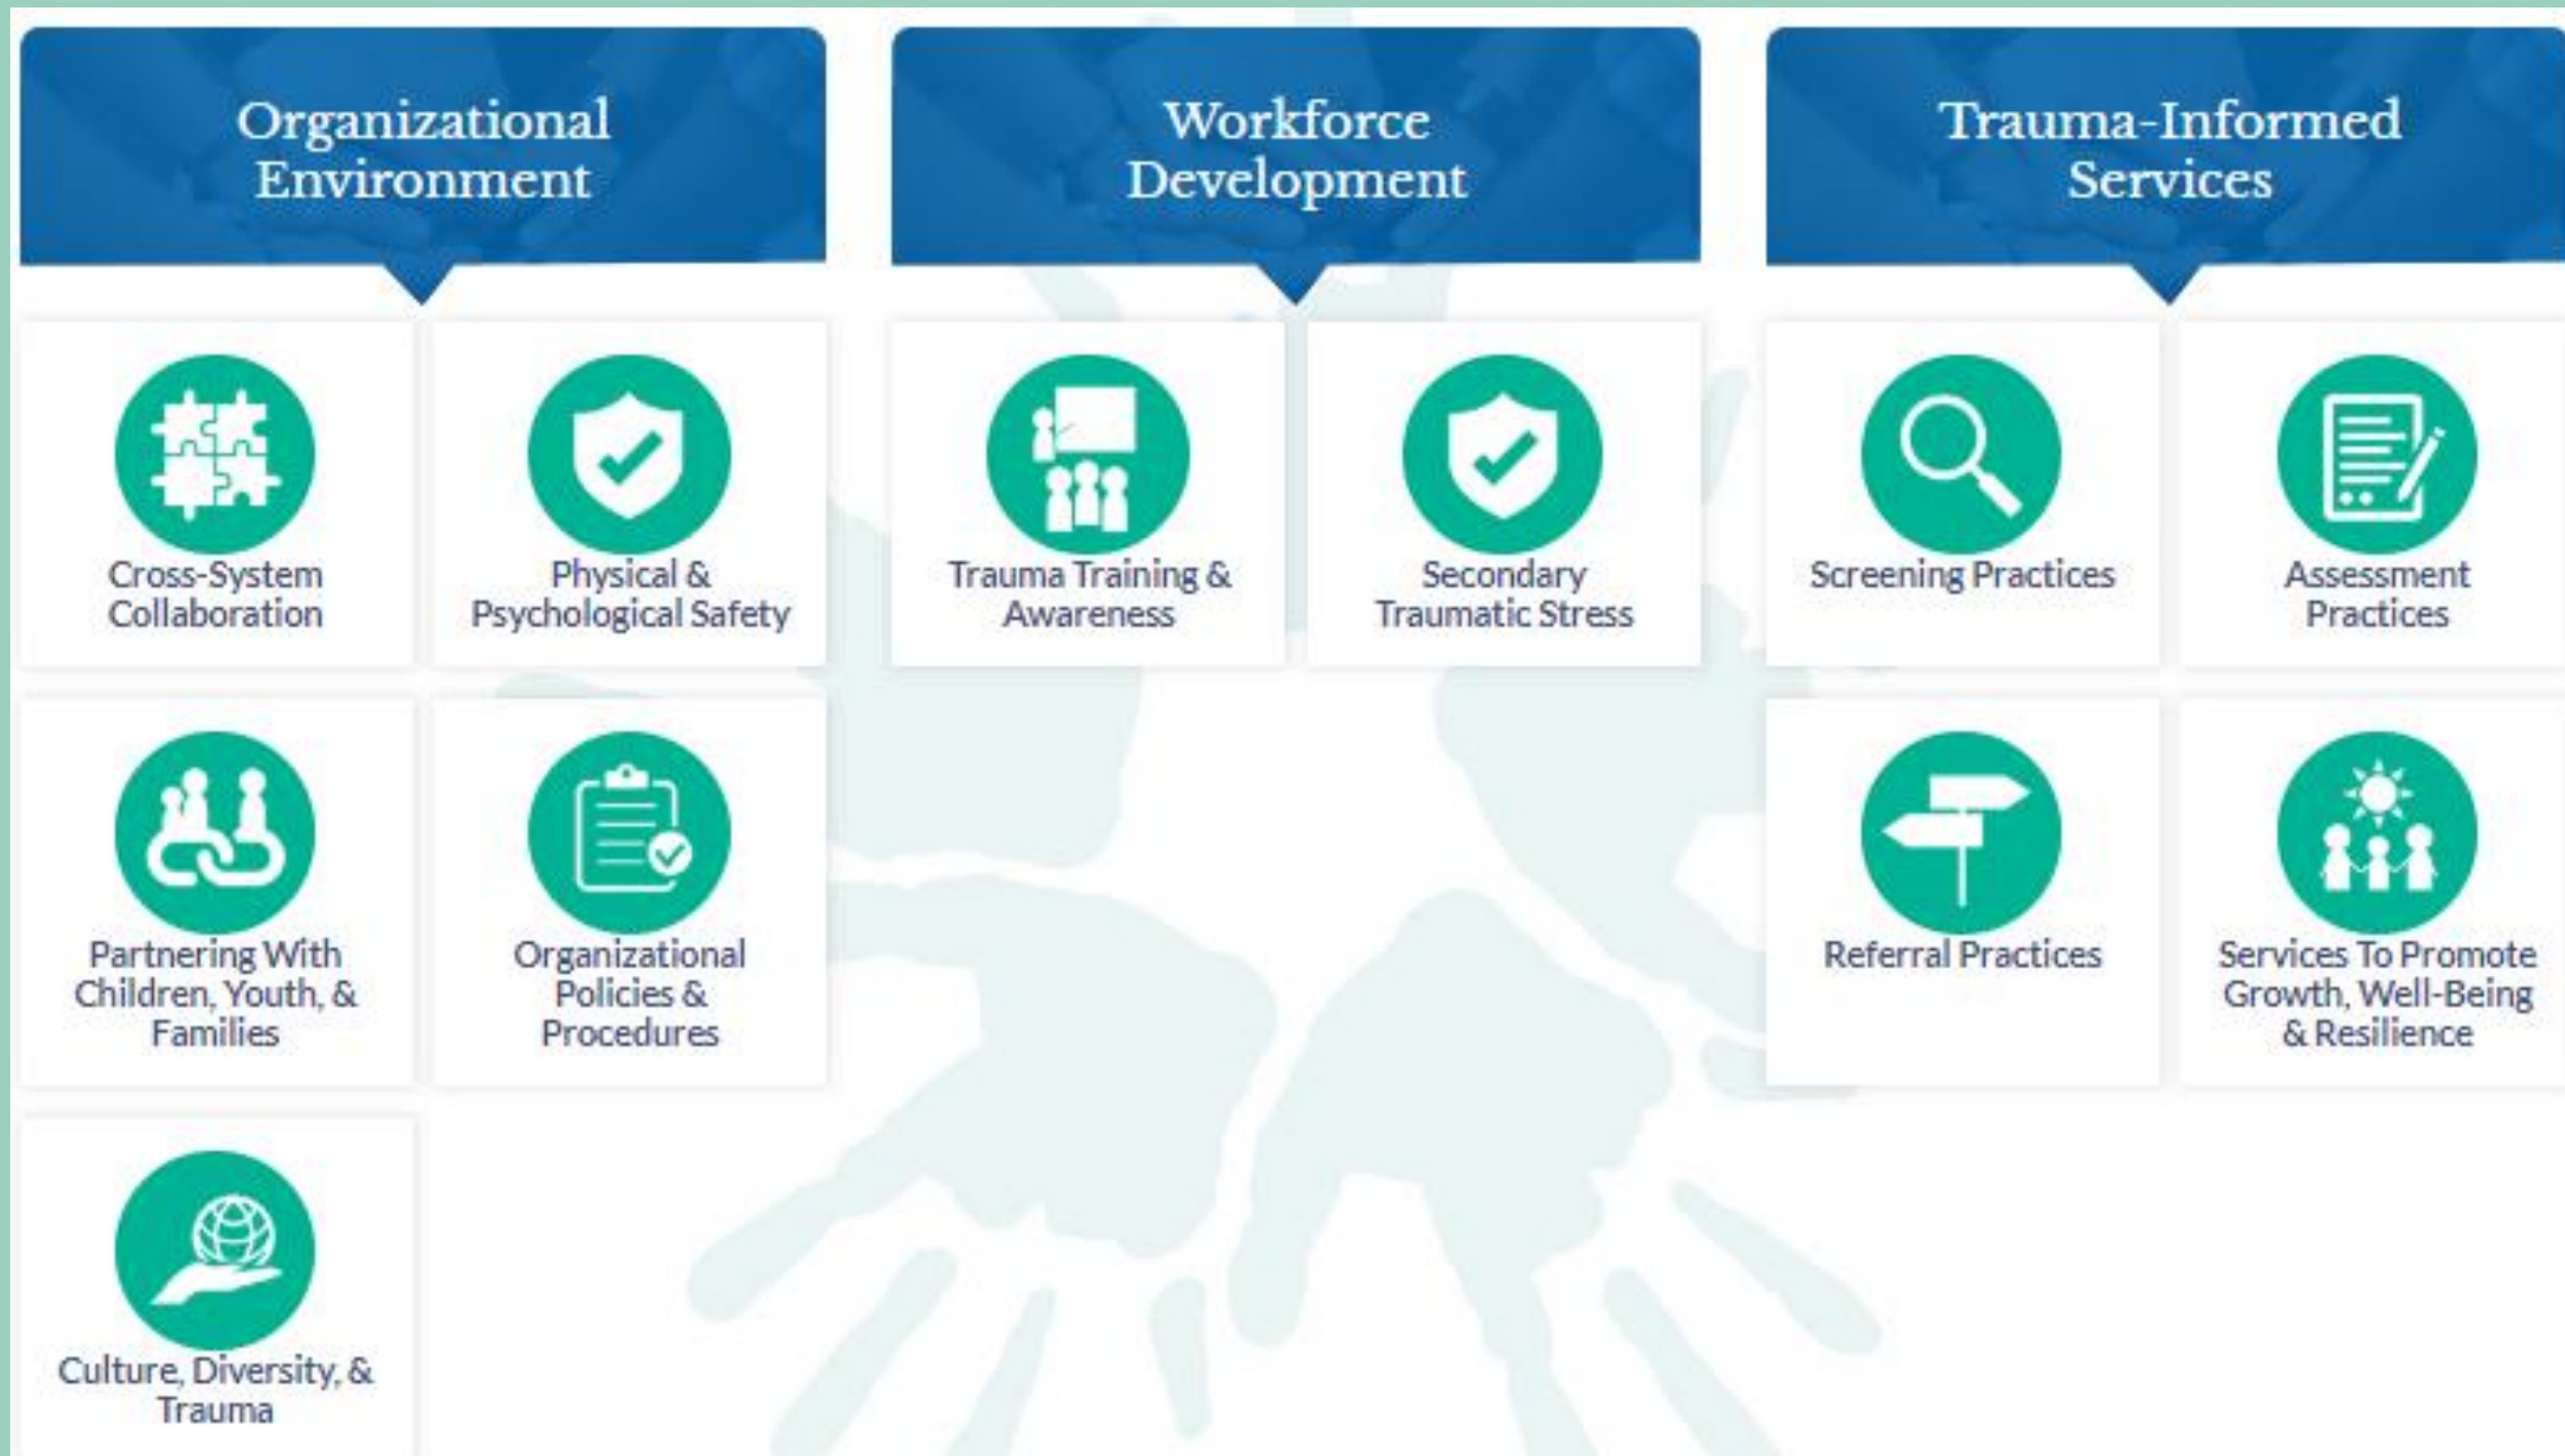 Organizational
Environment
Cross-System
Collaboration
Physical &
Psychological Safety
Partnering With
Children, Youth, &
Families
Organizational
Policies &
Procedures
Culture, Diversity, &
Trauma
Workforce
Development
Trauma Training &
Awareness
Secondary
Traumatic Stress
Trauma-Informed
Services
Screening Practices
Assessment
Practices
Referral Practices
Services To Promote
Growth, Well-Being
& Resilience